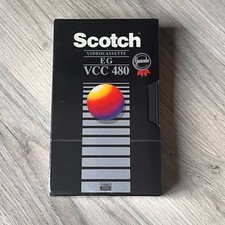 Scotch
VIDEOCASSETTE
EG
VCC 480